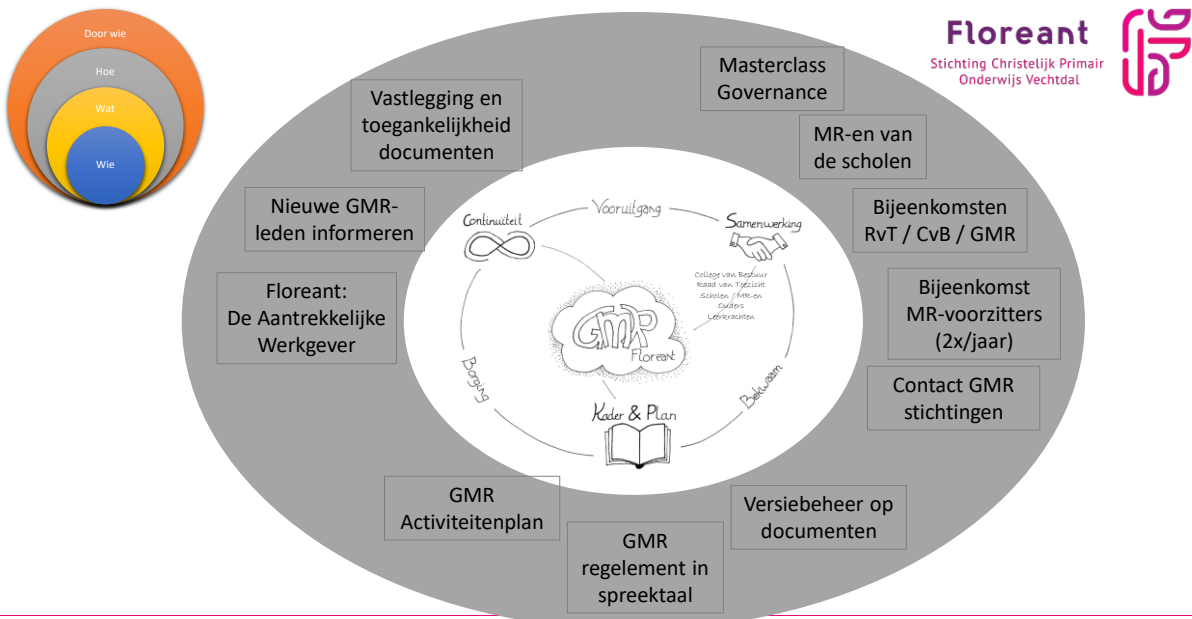 Door wie
Hoe
Wat
Wie
Floreant
Stichting Christelijk Primair
Onderwijs Vechtdal
Masterclass
Governance
Vastlegging en
toegankelijkheid
documenten
MR-en van
de scholen
Nieuwe GMR-
leden informeren
Bijeenkomsten
RvT / CvB / GMR
Floreant:
De Aantrekkelijke
Werkgever
Bijeenkomst
MR-voorzitters
(2x/jaar)
Contact GMR
stichtingen
Continuïteit
Vooruitgang
Samenwerking
College van Bestuur
Raad van Toezicht
Scholen / MR-en
Ouders
Leerkrachten
GMR
Floreant
Borging
Bekwaam
Kader & Plan
GMR
Activiteitenplan
GMR
regelement in
spreektaal
Versiebeheer op
documenten